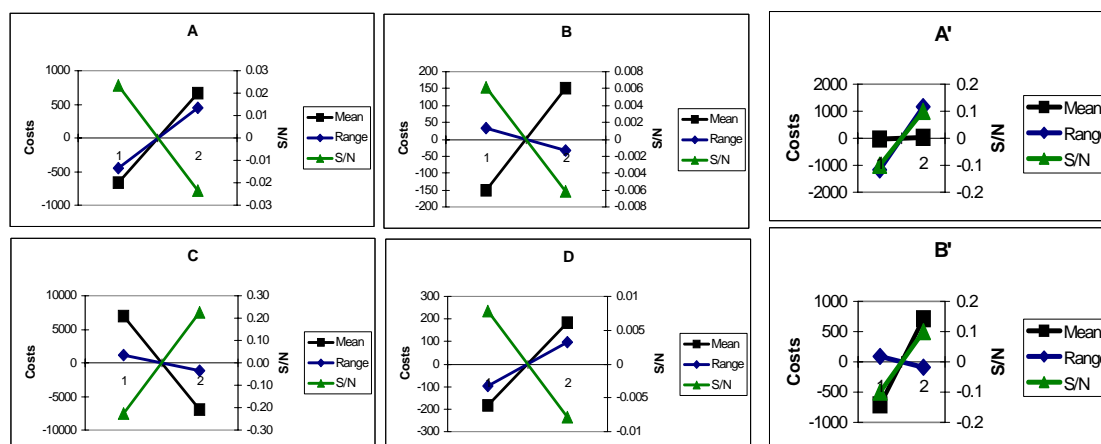 A
Costs
1000
500
0
-500
-1000
1
2
0.03
0.02
0.01
0
-0.01
-0.02
-0.03
S/N
Mean
Range
S/N
B
Costs
200
150
100
50
0
-50
-100
-150
-200
1
2
0.008
0.006
0.004
0.002
0
-0.002
-0.004
-0.006
-0.008
S/N
Mean
Range
S/N
A'
Costs
2000
1000
0
-1000
-2000
1
2
0.2
0.1
0
-0.1
-0.2
S/N
Mean
Range
S/N
C
Costs
10000
5000
0
-5000
-10000
1
2
0.30
0.20
0.10
0.00
-0.10
-0.20
-0.30
S/N
Mean
Range
S/N
D
Costs
300
200
100
0
-100
-200
-300
1
2
0.01
0.005
0
-0.005
-0.01
S/N
Mean
Range
S/N
B'
Costs
1000
500
0
-500
-1000
1
2
0.2
0.1
0
-0.1
-0.2
S/N
Mean
Range
S/N